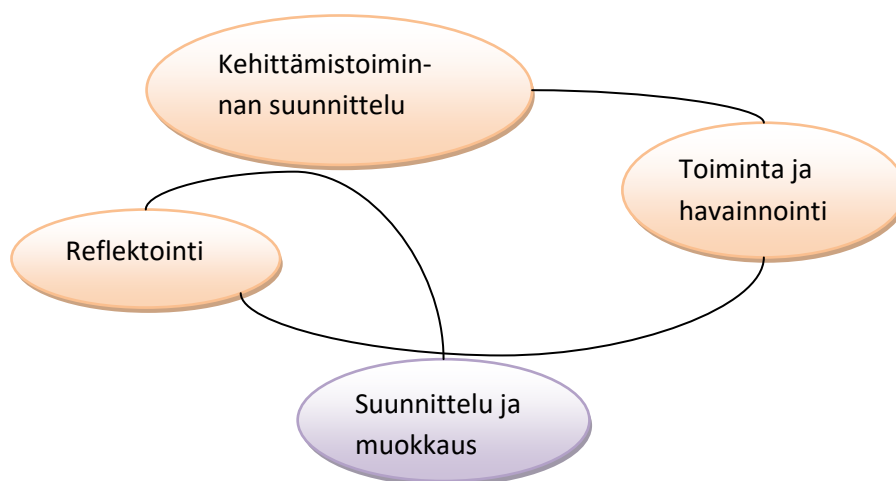 Kehittämistoimin-
nan suunnittelu
Toiminta ja
havainnointi
Reflektointi
Suunnittelu ja
muokkaus